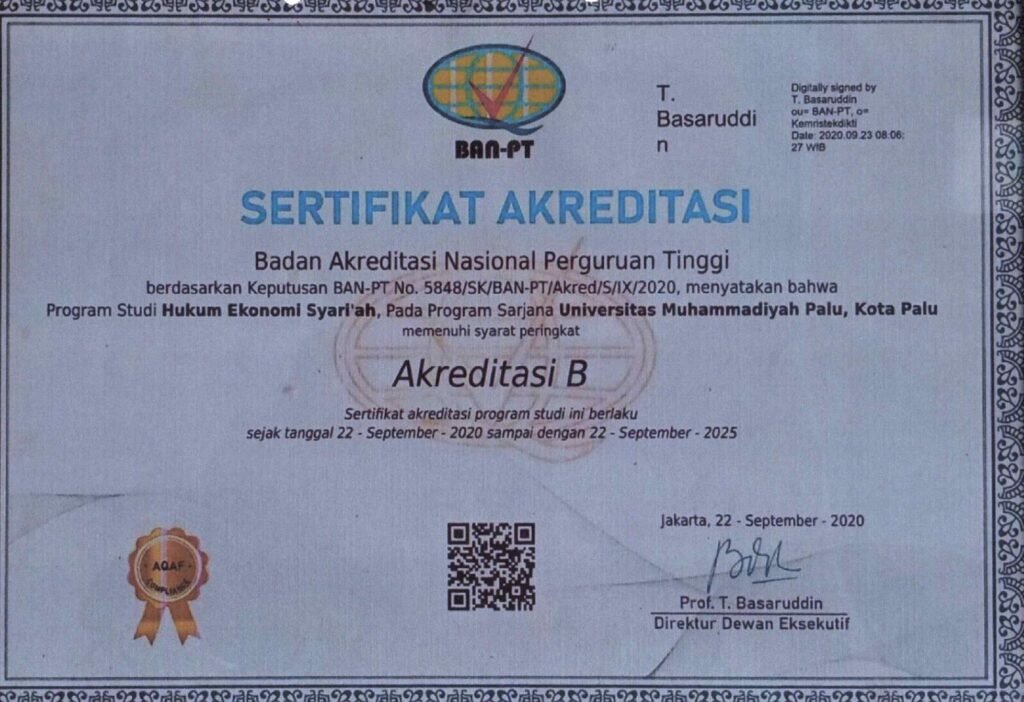 BAN-PT
T.
Basaruddi
n
Digitally signed by
T. Basaruddin
ou= BAN-PT, o=
Kemristekdikti
Date: 2020.09.23 08:06:
27 WIB
SERTIFIKAT AKREDITASI
Badan Akreditasi Nasional Perguruan Tinggi
berdasarkan Keputusan BAN-PT No. 5848/SK/BAN-PT/Akred/S/IX/2020, menyatakan bahwa
Program Studi Hukum Ekonomi Syari'ah, Pada Program Sarjana Universitas Muhammadiyah Palu, Kota Palu
memenuhi syarat peringkat
Akreditasi B
Sertifikat akreditasi program studi ini berlaku
sejak tanggal 22 - September - 2020 sampai dengan 22 - September - 2025
Jakarta, 22 - September - 2020
AQAF
COMPLIANCE
Prof. T. Basaruddin
Direktur Dewan Eksekutif